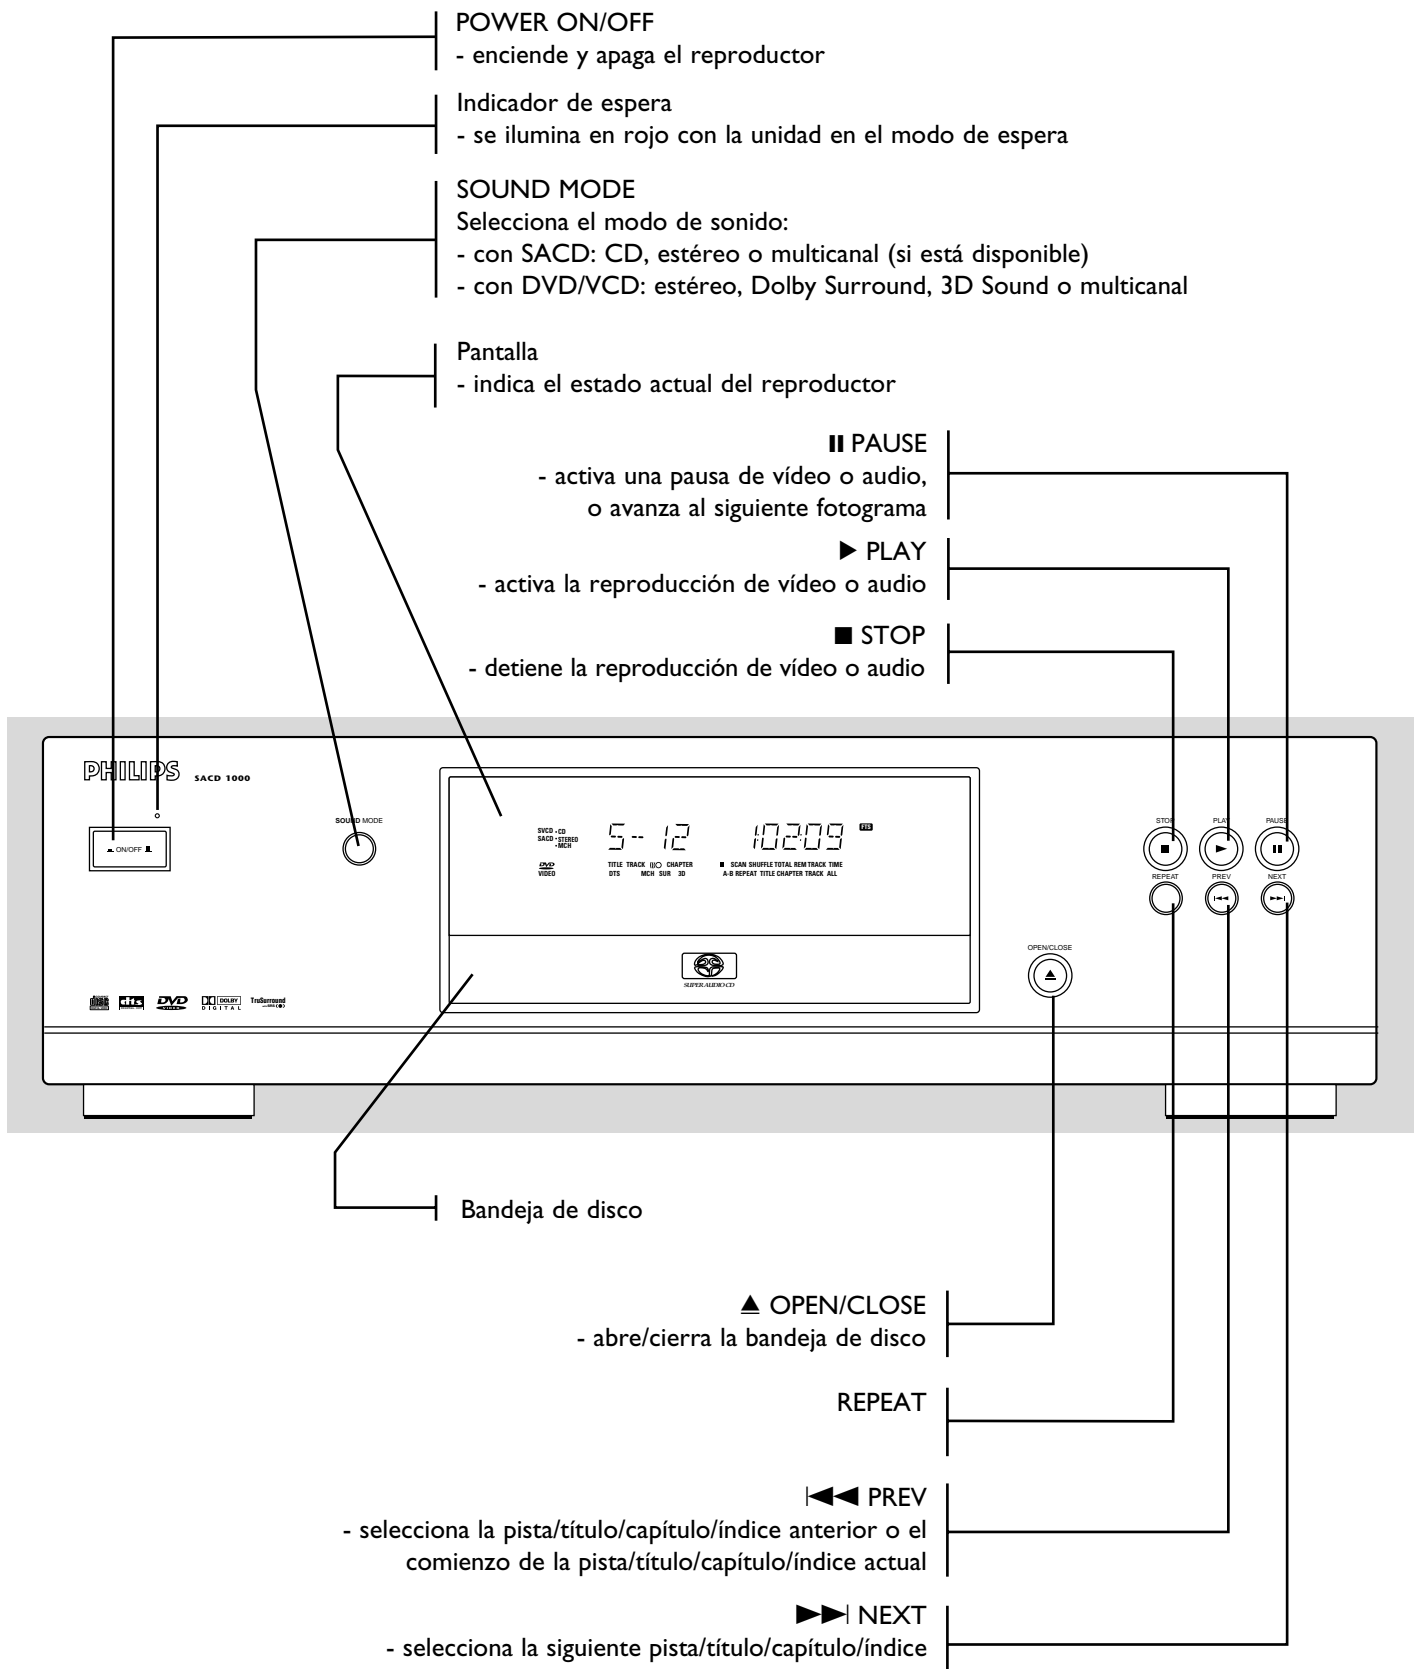 POWER ON/OFF
- enciende y apaga el reproductor
Indicador de espera
- se ilumina en rojo con la unidad en el modo de espera
SOUND MODE
Selecciona el modo de sonido:
- con SACD: CD, estéreo o multicanal (si está disponible)
- con DVD/VCD: estéreo, Dolby Surround, 3D Sound o multicanal
Pantalla
- indica el estado actual del reproductor
PAUSE
- activa una pausa de vídeo o audio,
o avanza al siguiente fotograma
PLAY
- activa la reproducción de vídeo o audio
STOP
- detiene la reproducción de vídeo o audio
PHILIPS SACD 1000
ON/OFF
SOUND MODE
SVCD • CD
SACD • STEREO
• MCH
5--12 1:02:09 FTS
DVD VIDEO
TITLE TRACK CHAPTER
DTS MCH SUR 3D
SCAN SHUFFLE TOTAL REM TRACK TIME
A-B REPEAT TITLE CHAPTER TRACK ALL
STOP PLAY PAUSE
REPEAT PREV NEXT
OPEN/CLOSE
SUPER AUDIO CD
dts DVD VIDEO DOLBY DIGITAL TruSurround
Bandeja de disco
OPEN/CLOSE
- abre/cierra la bandeja de disco
REPEAT
PREV
- selecciona la pista/título/capítulo/índice anterior o el
comienzo de la pista/título/capítulo/índice actual
NEXT
- selecciona la siguiente pista/título/capítulo/índice